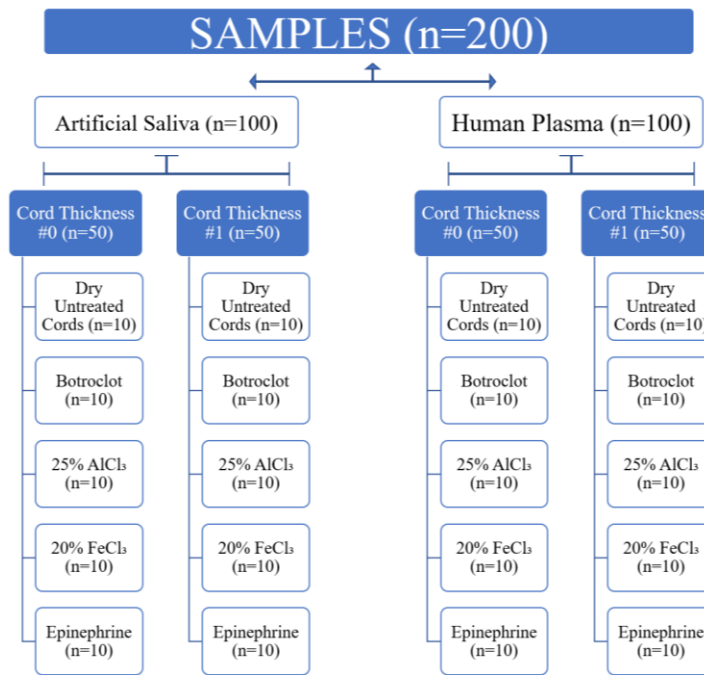 SAMPLES (n=200)
Artificial Saliva (n=100)
Human Plasma (n=100)
Cord Thickness
#0 (n=50)
Cord Thickness
#1 (n=50)
Cord Thickness
#0 (n=50)
Cord Thickness
#1 (n=50)
Dry
Untreated
Cords (n=10)
Dry
Untreated
Cords (n=10)
Dry
Untreated
Cords (n=10)
Dry
Untreated
Cords (n=10)
Botroclot
(n=10)
Botroclot
(n=10)
Botroclot
(n=10)
Botroclot
(n=10)
25% AlCl₃
(n=10)
25% AlCl₃
(n=10)
25% AlCl₃
(n=10)
25% AlCl₃
(n=10)
20% FeCl₃
(n=10)
20% FeCl₃
(n=10)
20% FeCl₃
(n=10)
20% FeCl₃
(n=10)
Epinephrine
(n=10)
Epinephrine
(n=10)
Epinephrine
(n=10)
Epinephrine
(n=10)